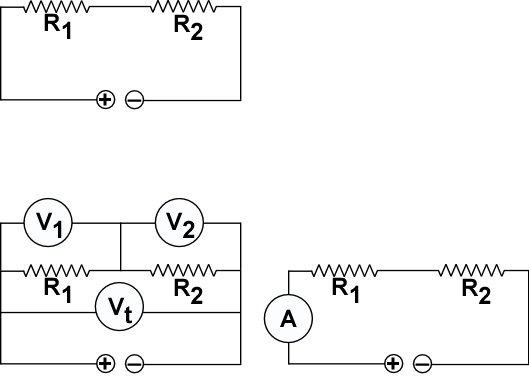 R1 R2
+ −
V1 V2
R1 R2
Vt
+ −
R1 R2
A
+ −